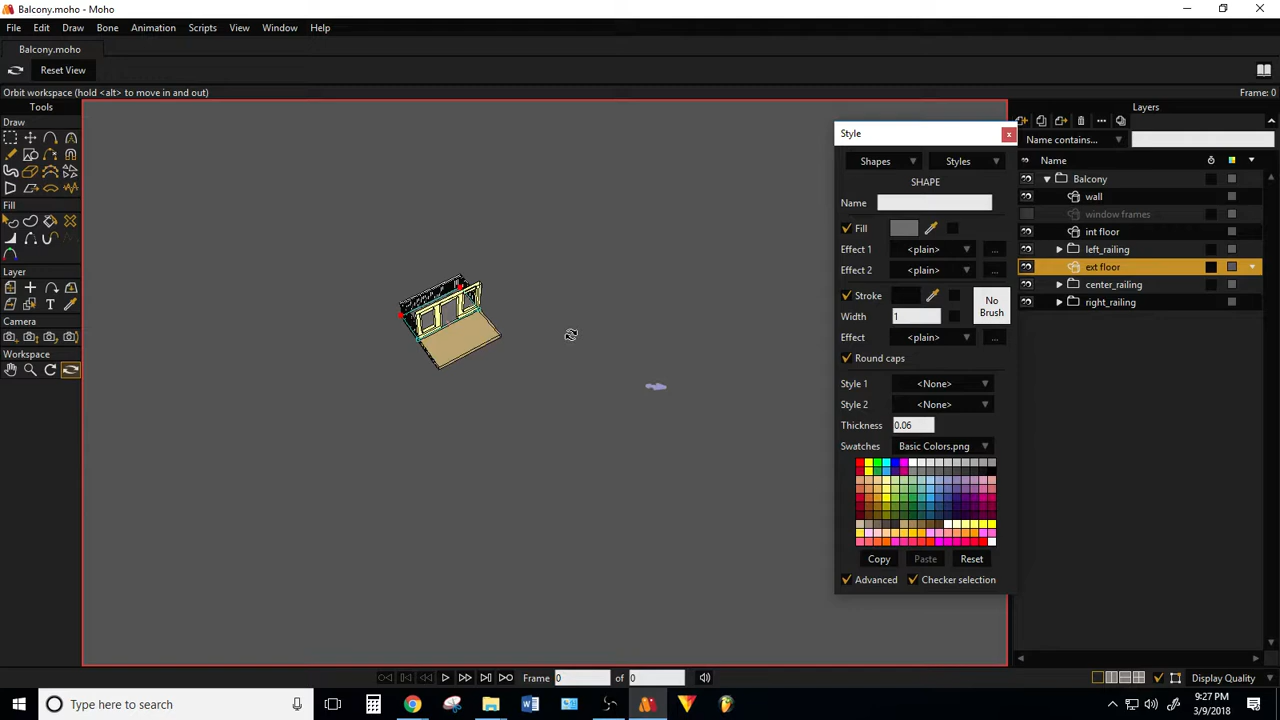 Balcony.moho - Moho
File Edit Draw Bone Animation Scripts View Window Help
Balcony.moho
Reset View
Orbit workspace (hold <alt> to move in and out) Frame: 0
Tools
Draw
Fill
Layer
Camera
Workspace
Style
Shapes Styles
SHAPE
Name
Fill
Effect 1 <plain> ...
Effect 2 <plain> ...
Stroke
Width 1
No Brush
Effect <plain> ...
Round caps
Style 1 <None>
Style 2 <None>
Thickness 0.06
Swatches Basic Colors.png
Copy Paste Reset
Advanced Checker selection
Layers
Name contains...
Name
Balcony
wall
window frames
int floor
left_railing
ext floor
center_railing
right_railing
Frame 0 of 0
Display Quality
Type here to search
9:27 PM
3/9/2018